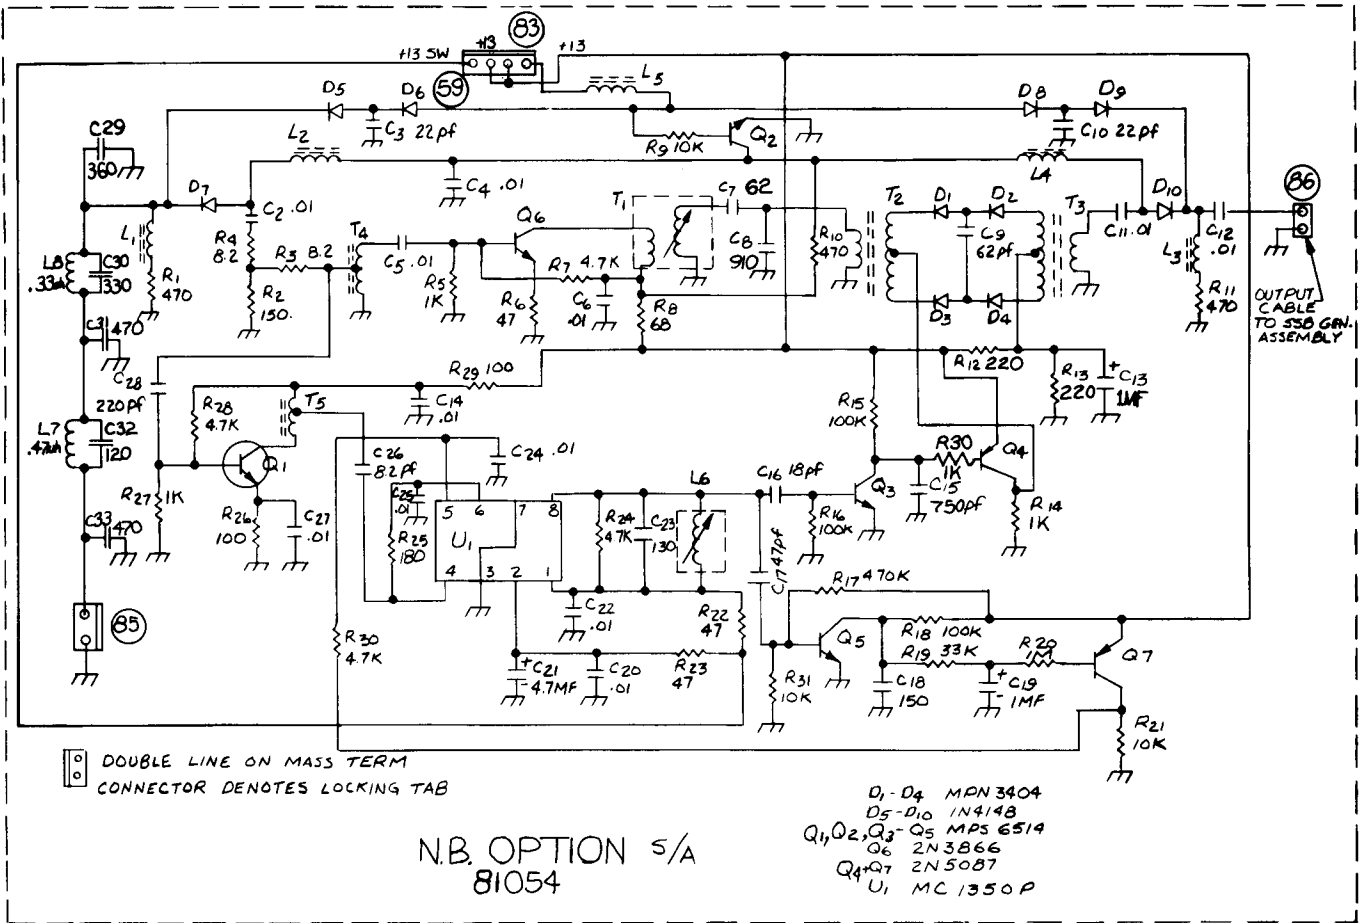 83
+13 SW
+13
+13
59
L5
D5
D6
C3 22pf
D8
D9
C10 22pf
C29
360
L2
R9 10K
Q2
L4
86
D7
C2 .01
C4 .01
T1
C7 62
T2
D1
D2
T3
D10
L1
R4
8.2
R3 8.2
T4
C5 .01
Q6
R10
470
C8
910
C9
62pf
C11 .01
L3
C12
.01
L8
.33uh
C30
330
R1
470
R2
150.
R5
1K
R6
47
R7 4.7K
C6
.01
R8
68
D3
D4
R11
470
OUTPUT
CABLE
TO SSB GEN.
ASSEMBLY
C31 470
C28
220pf
R29 100
C14
.01
R12 220
R13
220
+
C13
1MF
L7
.47uh
C32
120
R28
4.7K
T5
Q1
C26
82pf
C24 .01
R15
100K
R30
1K
Q4
R27 1K
C25
.01
C16 18pf
Q3
C15
750pf
R14
1K
C33 470
R26
100
C27
.01
R25
180
5 6 7 8
U1
4 3 2 1
R24
4.7K
C23
130
L6
R16
100K
C17 47pf
R17 470K
85
R30
4.7K
C22
.01
R22
47
Q5
R18 100K
R19 33K
R20
1M
Q7
+
C21
- 4.7MF
C20
.01
R23
47
R31
10K
C18
150
+
C19
- 1MF
R21
10K
DOUBLE LINE ON MASS TERM
CONNECTOR DENOTES LOCKING TAB
N.B. OPTION S/A
81054
D1-D4 MPN 3404
D5-D10 1N4148
Q1,Q2,Q3-Q5 MPS 6514
Q6 2N3866
Q4+Q7 2N5087
U1 MC 1350P